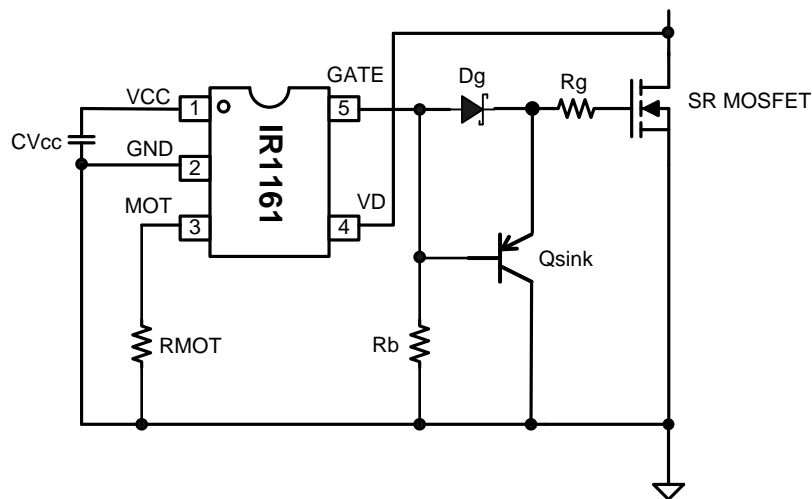 GATE
Dg
Rg
SR MOSFET
VCC
1
5
CVcc
GND
2
IR1161
MOT
3
VD
4
Qsink
RMOT
Rb